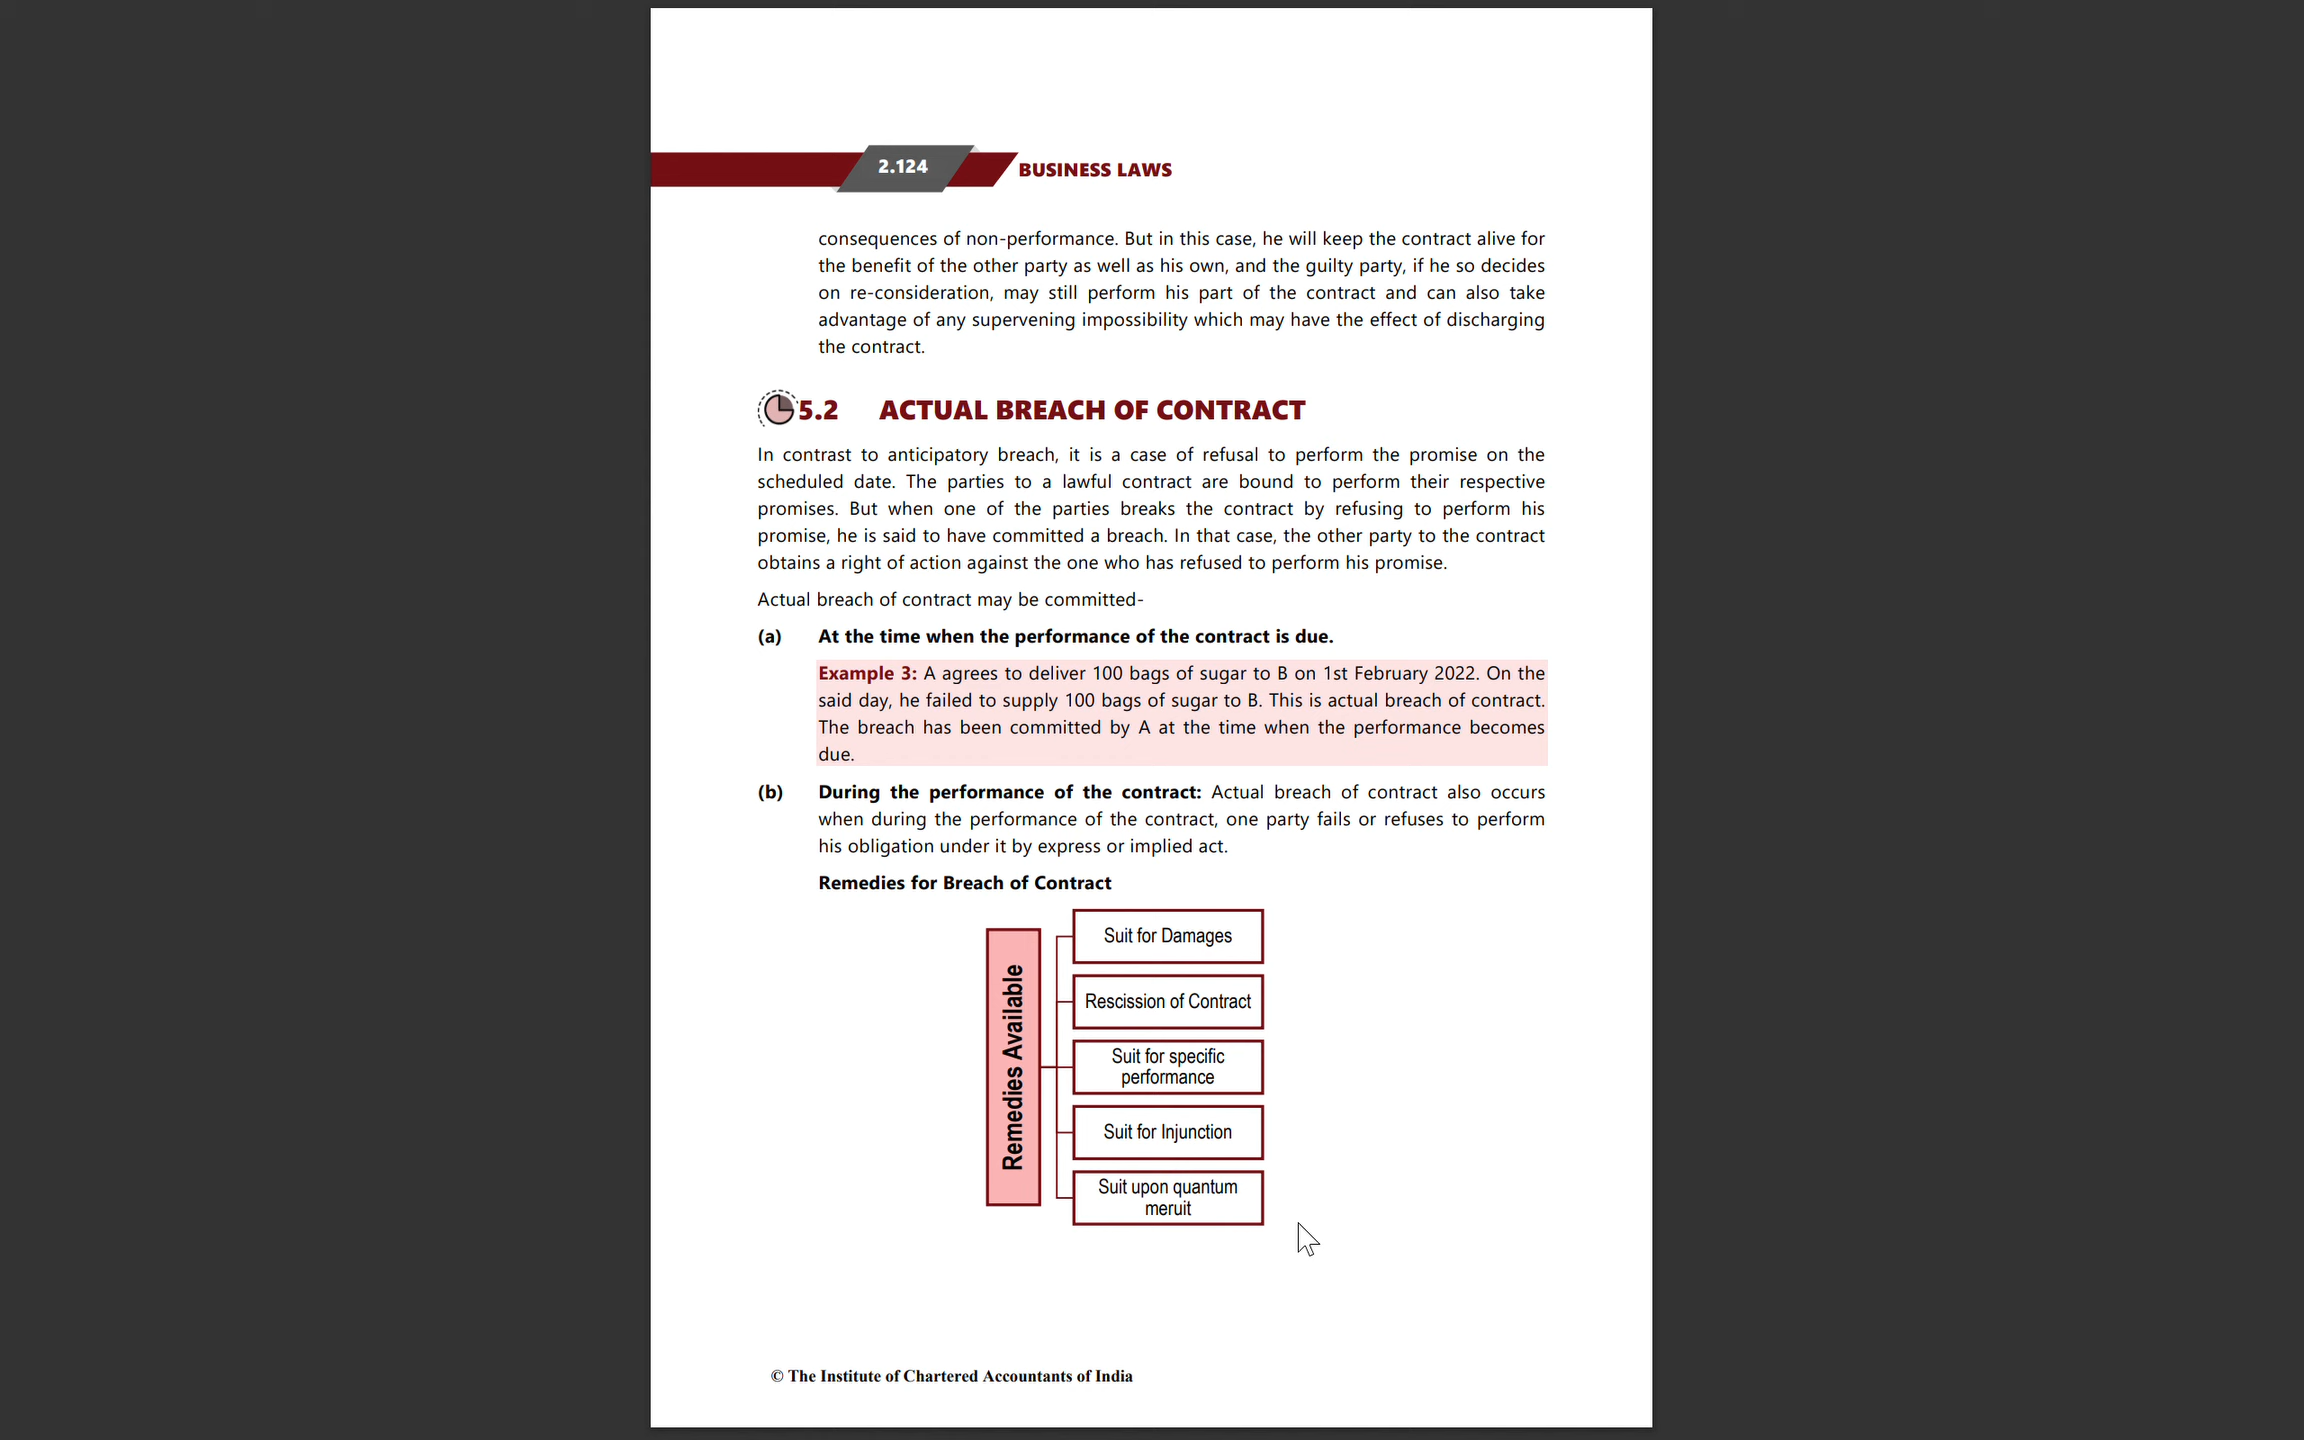 2.124
BUSINESS LAWS
consequences of non-performance. But in this case, he will keep the contract alive for
the benefit of the other party as well as his own, and the guilty party, if he so decides
on re-consideration, may still perform his part of the contract and can also take
advantage of any supervening impossibility which may have the effect of discharging
the contract.
5.2 ACTUAL BREACH OF CONTRACT
In contrast to anticipatory breach, it is a case of refusal to perform the promise on the
scheduled date. The parties to a lawful contract are bound to perform their respective
promises. But when one of the parties breaks the contract by refusing to perform his
promise, he is said to have committed a breach. In that case, the other party to the contract
obtains a right of action against the one who has refused to perform his promise.
Actual breach of contract may be committed-
(a) At the time when the performance of the contract is due.
Example 3: A agrees to deliver 100 bags of sugar to B on 1st February 2022. On the
said day, he failed to supply 100 bags of sugar to B. This is actual breach of contract.
The breach has been committed by A at the time when the performance becomes
due.
(b) During the performance of the contract: Actual breach of contract also occurs
when during the performance of the contract, one party fails or refuses to perform
his obligation under it by express or implied act.
Remedies for Breach of Contract
Remedies Available
Suit for Damages
Rescission of Contract
Suit for specific
performance
Suit for Injunction
Suit upon quantum
meruit
© The Institute of Chartered Accountants of India